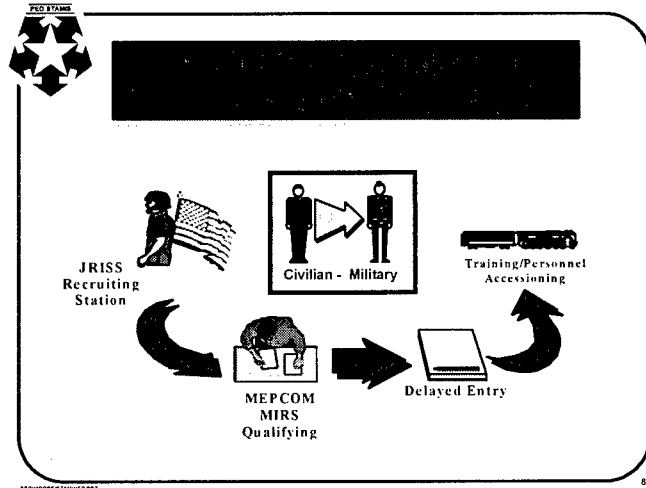 PEO STAMIS
Civilian - Military
JRISS
Recruiting
Station
Training/Personnel
Accessioning
MEPCOM
MIRS
Qualifying
Delayed Entry
8